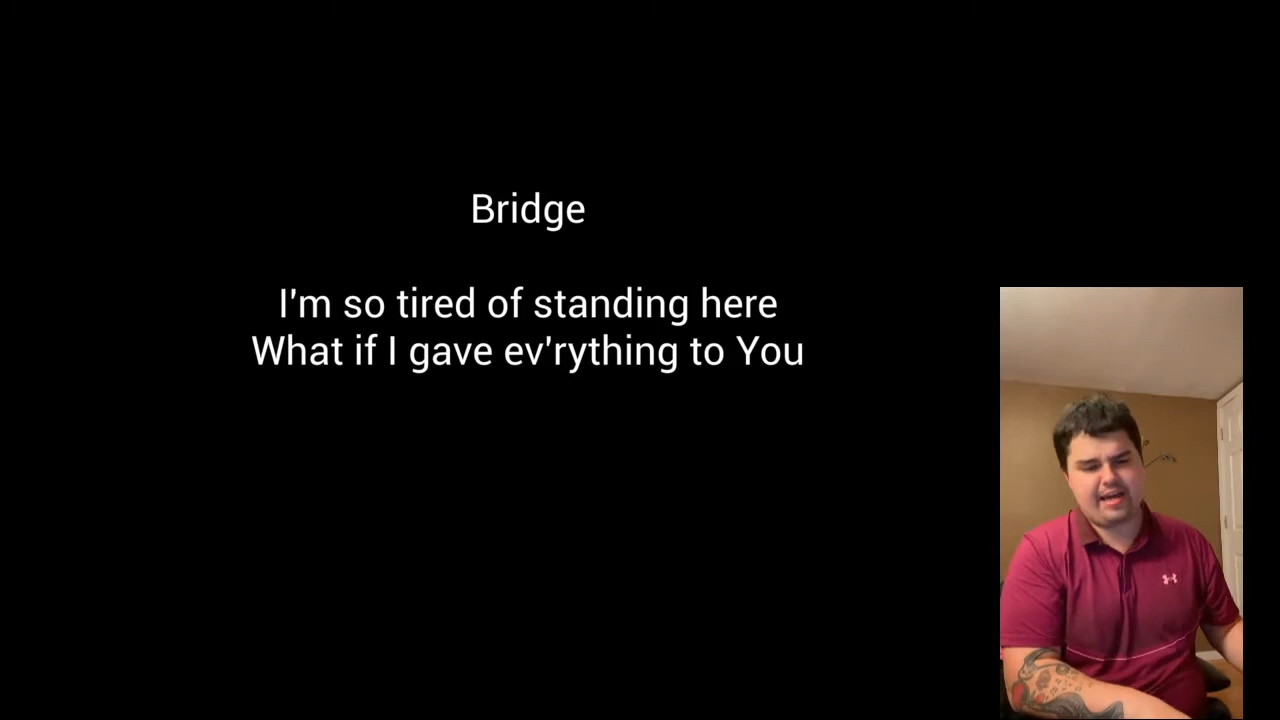 Bridge
I'm so tired of standing here
What if I gave ev'rything to You